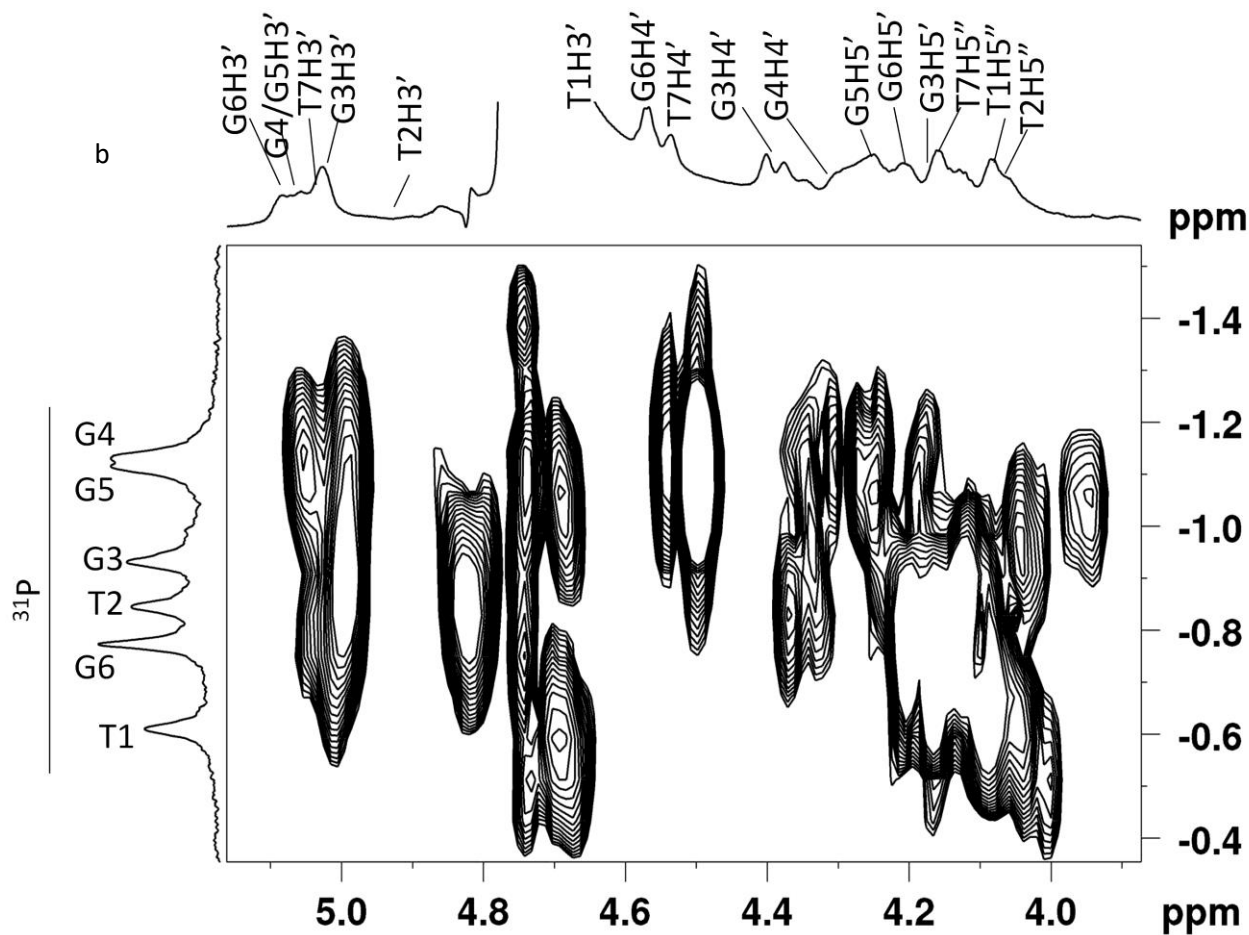 b
G6H3'
G4/G5H3'
T7H3'
G3H3'
T2H3'
T1H3'
G6H4'
T7H4'
G3H4'
G4H4'
G5H5'
G6H5'
G3H5'
T7H5"
T1H5"
T2H5"
ppm
-1.4
-1.2
-1.0
-0.8
-0.6
-0.4
31P
G4
G5
G3
T2
G6
T1
5.0 4.8 4.6 4.4 4.2 4.0 ppm